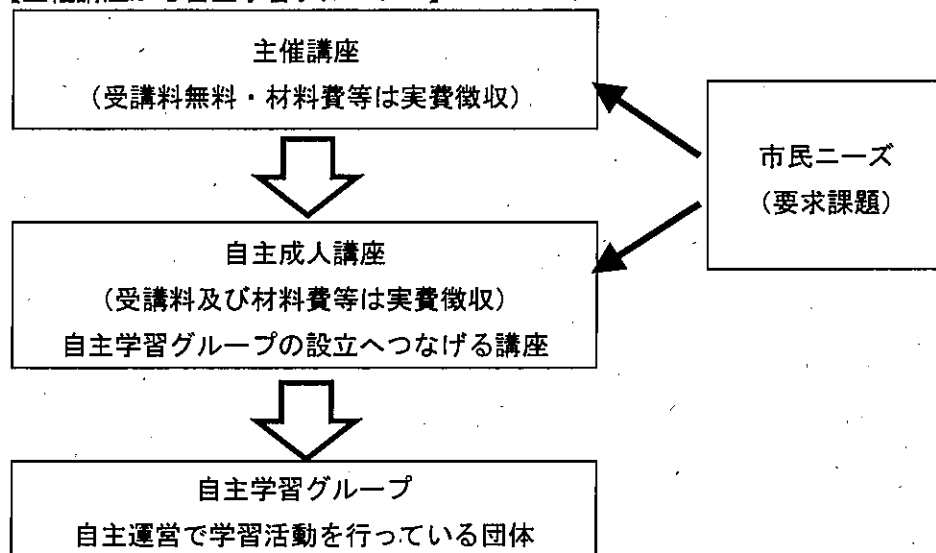 主催講座
（受講料無料・材料費等は実費徴収）
市民ニーズ
（要求課題）
自主成人講座
（受講料及び材料費等は実費徴収）
自主学習グループの設立へつなげる講座
自主学習グループ
自主運営で学習活動を行っている団体